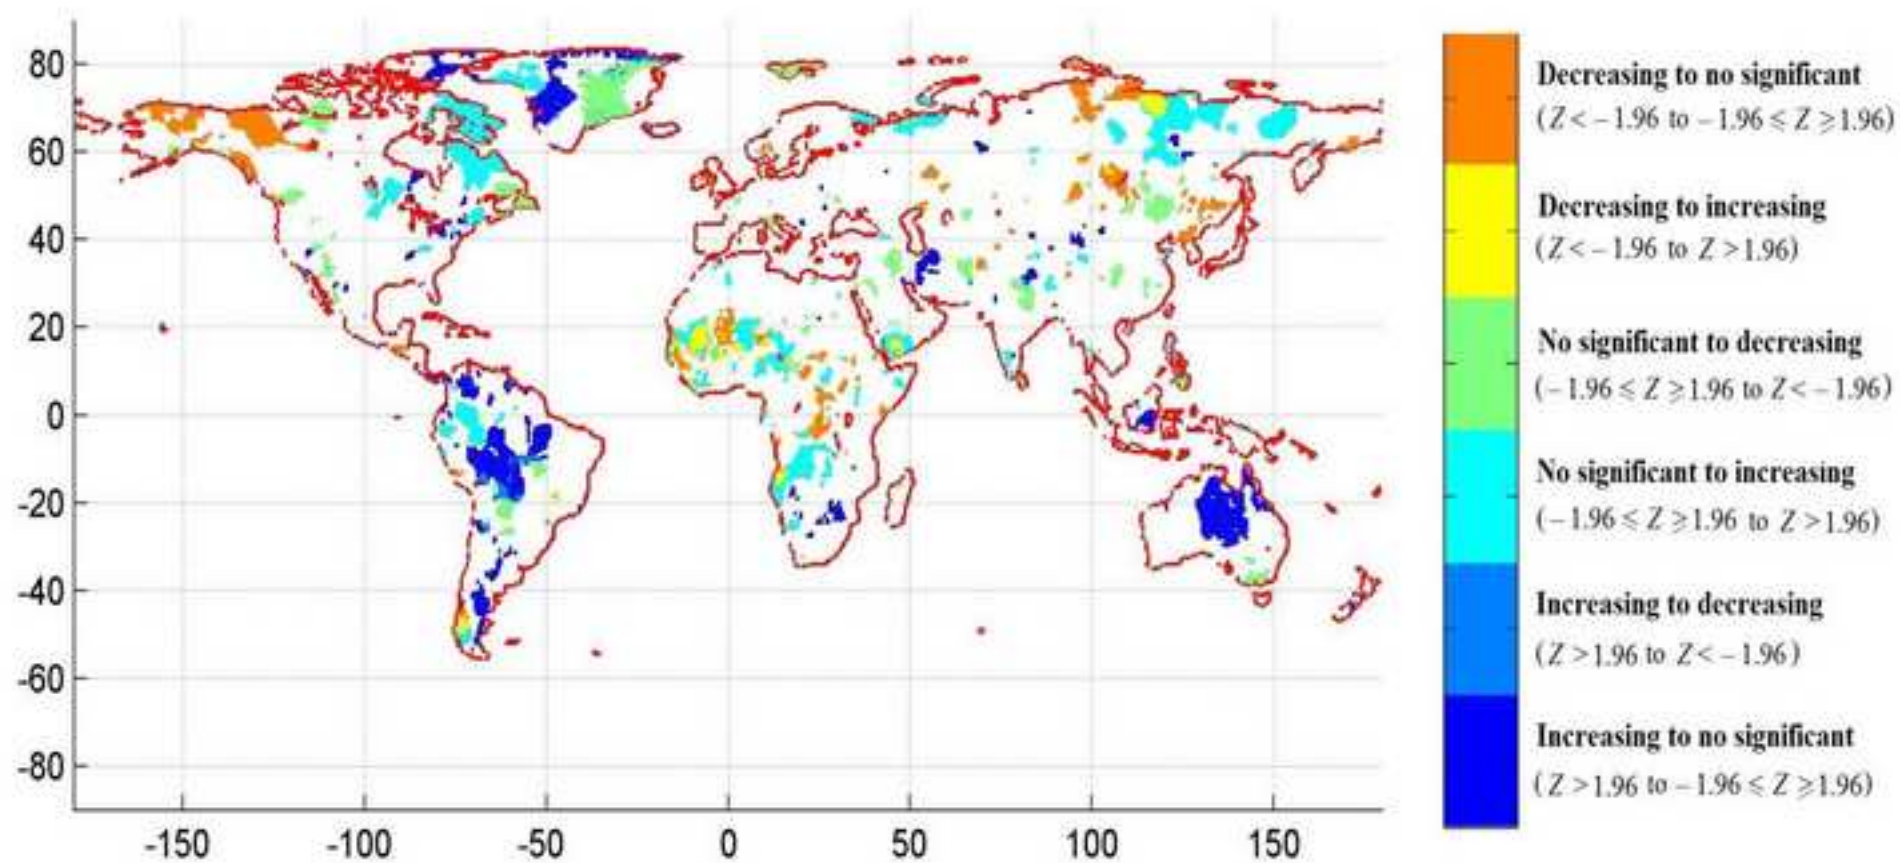 80
60
40
20
0
-20
-40
-60
-80
-150 -100 -50 0 50 100 150
Decreasing to no significant
(Z < −1.96 to −1.96 ⩽ Z ⩾1.96)
Decreasing to increasing
(Z < −1.96 to Z >1.96)
No significant to decreasing
(−1.96 ⩽ Z ⩾1.96 to Z < −1.96)
No significant to increasing
(−1.96 ⩽ Z ⩾1.96 to Z >1.96)
Increasing to decreasing
(Z >1.96 to Z < −1.96)
Increasing to no significant
(Z >1.96 to −1.96 ⩽ Z ⩾1.96)